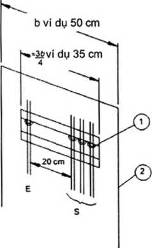 b ví dụ 50 cm
= 3b/4 ví dụ 35 cm
1
20 cm
E
S
2